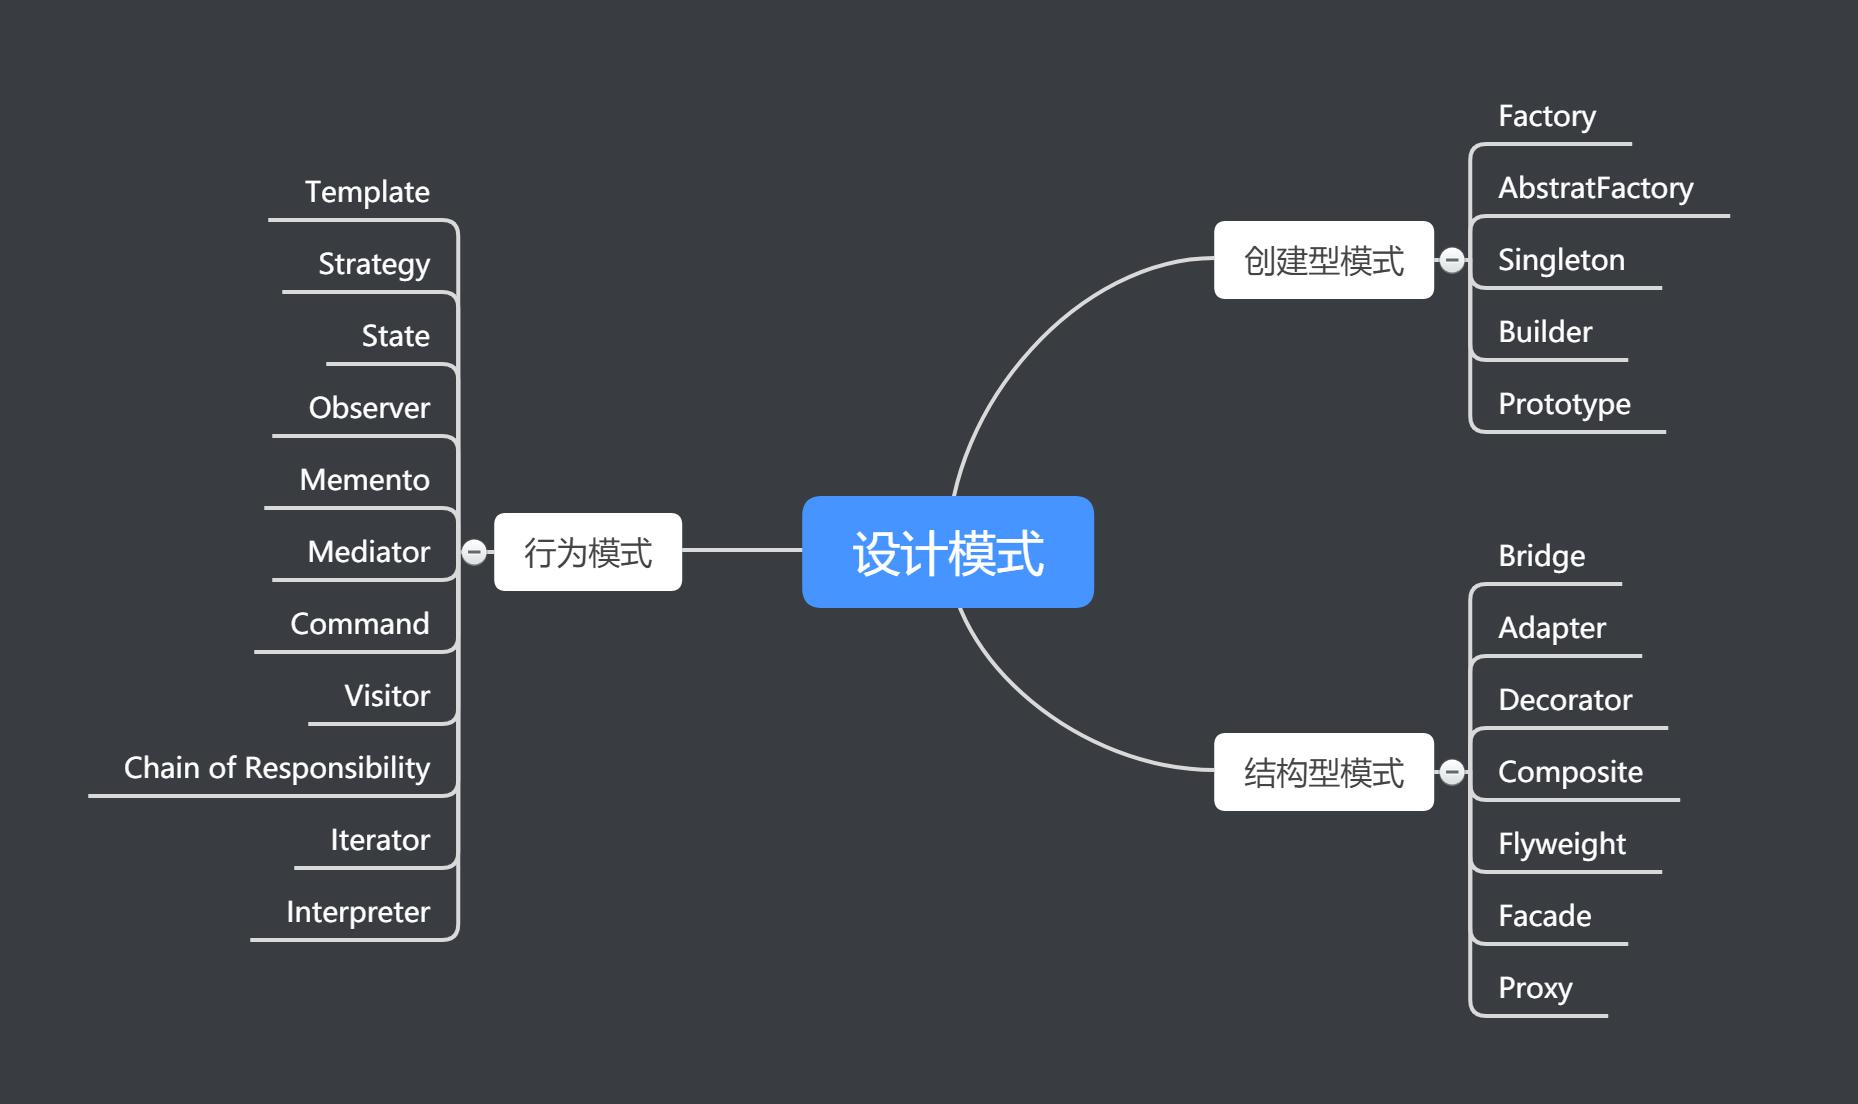 设计模式
创建型模式
Factory
AbstratFactory
Singleton
Builder
Prototype
结构型模式
Bridge
Adapter
Decorator
Composite
Flyweight
Facade
Proxy
行为模式
Template
Strategy
State
Observer
Memento
Mediator
Command
Visitor
Chain of Responsibility
Iterator
Interpreter